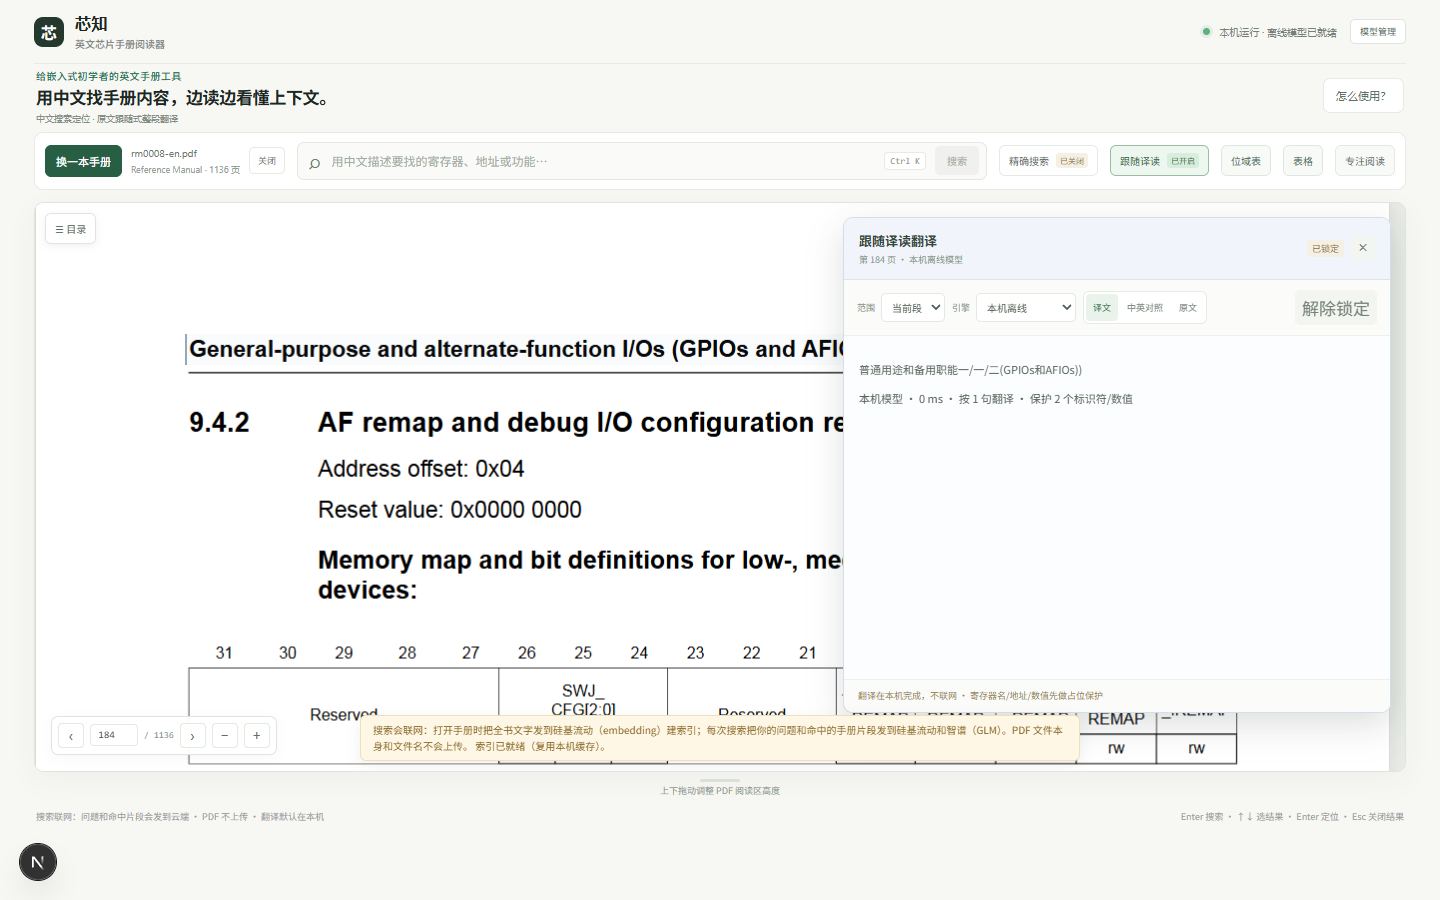 芯
芯知
英文芯片手册阅读器
本机运行 · 离线模型已就绪
模型管理
给嵌入式初学者的英文手册工具
用中文找手册内容，边读边看懂上下文。
中文搜索定位 · 原文跟随式整段翻译
怎么使用？
换一本手册
rm0008-en.pdf
Reference Manual · 1136 页
关闭
用中文描述要找的寄存器、地址或功能…
Ctrl K
搜索
精确搜索 已关闭
跟随译读 已开启
位域表
表格
专注阅读
☰ 目录
General-purpose and alternate-function I/Os (GPIOs and AFI
9.4.2 AF remap and debug I/O configuration re
Address offset: 0x04
Reset value: 0x0000 0000
Memory map and bit definitions for low-, me
devices:
31 30 29 28 27 26 25 24 23 22 21
Reserved
SWJ_
CFG[2:0]
Reserved
REMAP
rw rw
跟随译读翻译
第 184 页 · 本机离线模型
已锁定
×
范围 当前段 引擎 本机离线 译文 中英对照 原文 解除锁定
普通用途和备用职能一/一/二(GPIOs和AFIOs))
本机模型 · 0 ms · 按 1 句翻译 · 保护 2 个标识符/数值
翻译在本机完成，不联网 · 寄存器名/地址/数值先做占位保护
‹ 184 / 1136 › − +
搜索会联网：打开手册时把全书文字发到硅基流动（embedding）建索引；每次搜索把你的问题和命中的手册片段发到硅基流动和智谱（GLM）。PDF 文件本
身和文件名不会上传。 索引已就绪（复用本机缓存）。
上下拖动调整 PDF 阅读区高度
搜索联网：问题和命中片段会发到云端 · PDF 不上传 · 翻译默认在本机
Enter 搜索 · ↑↓ 选结果 · Enter 定位 · Esc 关闭结果
N